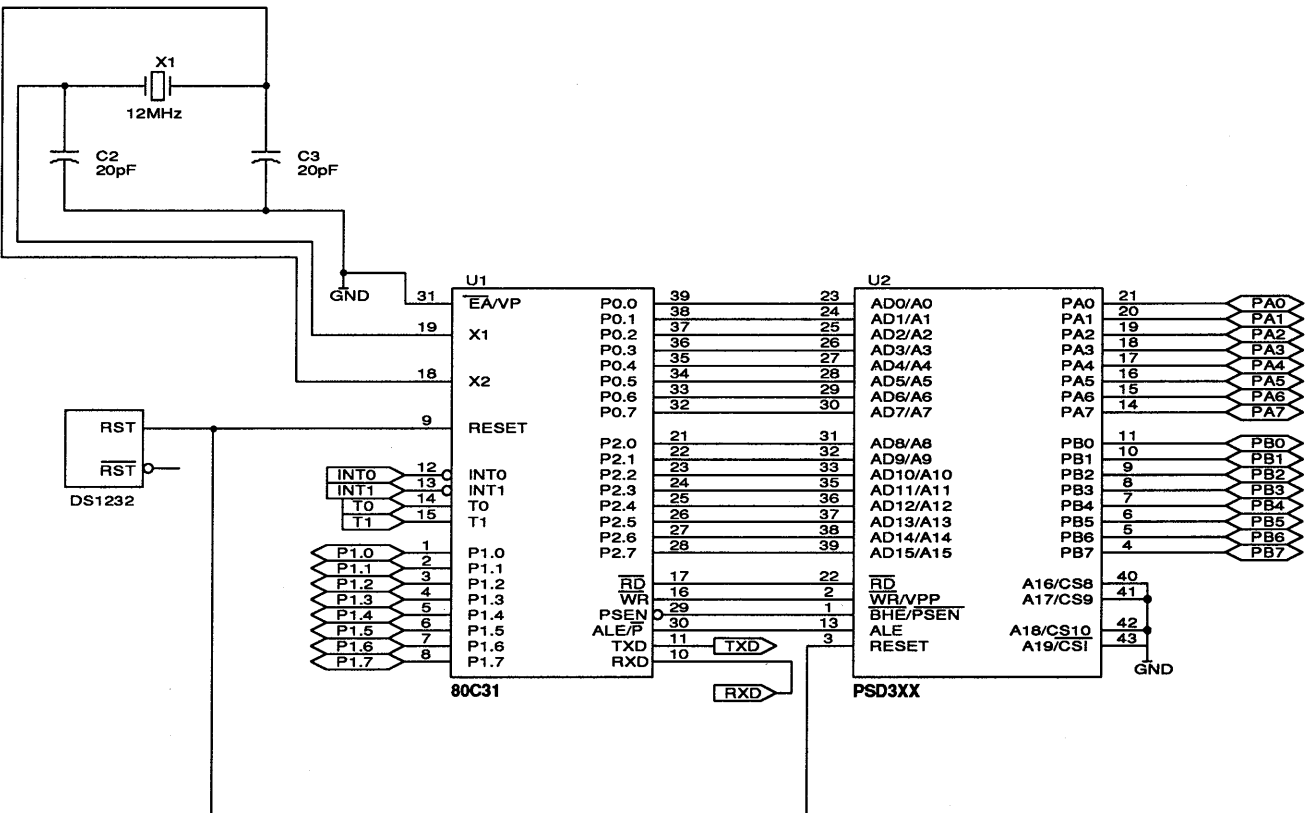 X1
12MHz
C2
20pF
C3
20pF
GND
U1
31 EA/VP
19 X1
18 X2
9 RESET
RST
RST
DS1232
INT0 12 INT0
INT1 13 INT1
T0 14 T0
T1 15 T1
P1.0 1 P1.0
P1.1 2 P1.1
P1.2 3 P1.2
P1.3 4 P1.3
P1.4 5 P1.4
P1.5 6 P1.5
P1.6 7 P1.6
P1.7 8 P1.7
P0.0 39
P0.1 38
P0.2 37
P0.3 36
P0.4 35
P0.5 34
P0.6 33
P0.7 32
P2.0 21
P2.1 22
P2.2 23
P2.3 24
P2.4 25
P2.5 26
P2.6 27
P2.7 28
RD 17
WR 16
PSEN 29
ALE/P 30
TXD 11 TXD
RXD 10
RXD
80C31
U2
23 AD0/A0
24 AD1/A1
25 AD2/A2
26 AD3/A3
27 AD4/A4
28 AD5/A5
29 AD6/A6
30 AD7/A7
31 AD8/A8
32 AD9/A9
33 AD10/A10
35 AD11/A11
36 AD12/A12
37 AD13/A13
38 AD14/A14
39 AD15/A15
22 RD
2 WR/VPP
1 BHE/PSEN
13 ALE
3 RESET
PA0 21 PA0
PA1 20 PA1
PA2 19 PA2
PA3 18 PA3
PA4 17 PA4
PA5 16 PA5
PA6 15 PA6
PA7 14 PA7
PB0 11 PB0
PB1 10 PB1
PB2 9 PB2
PB3 8 PB3
PB4 7 PB4
PB5 6 PB5
PB6 5 PB6
PB7 4 PB7
A16/CS8 40
A17/CS9 41
A18/CS10 42
A19/CSI 43
GND
PSD3XX